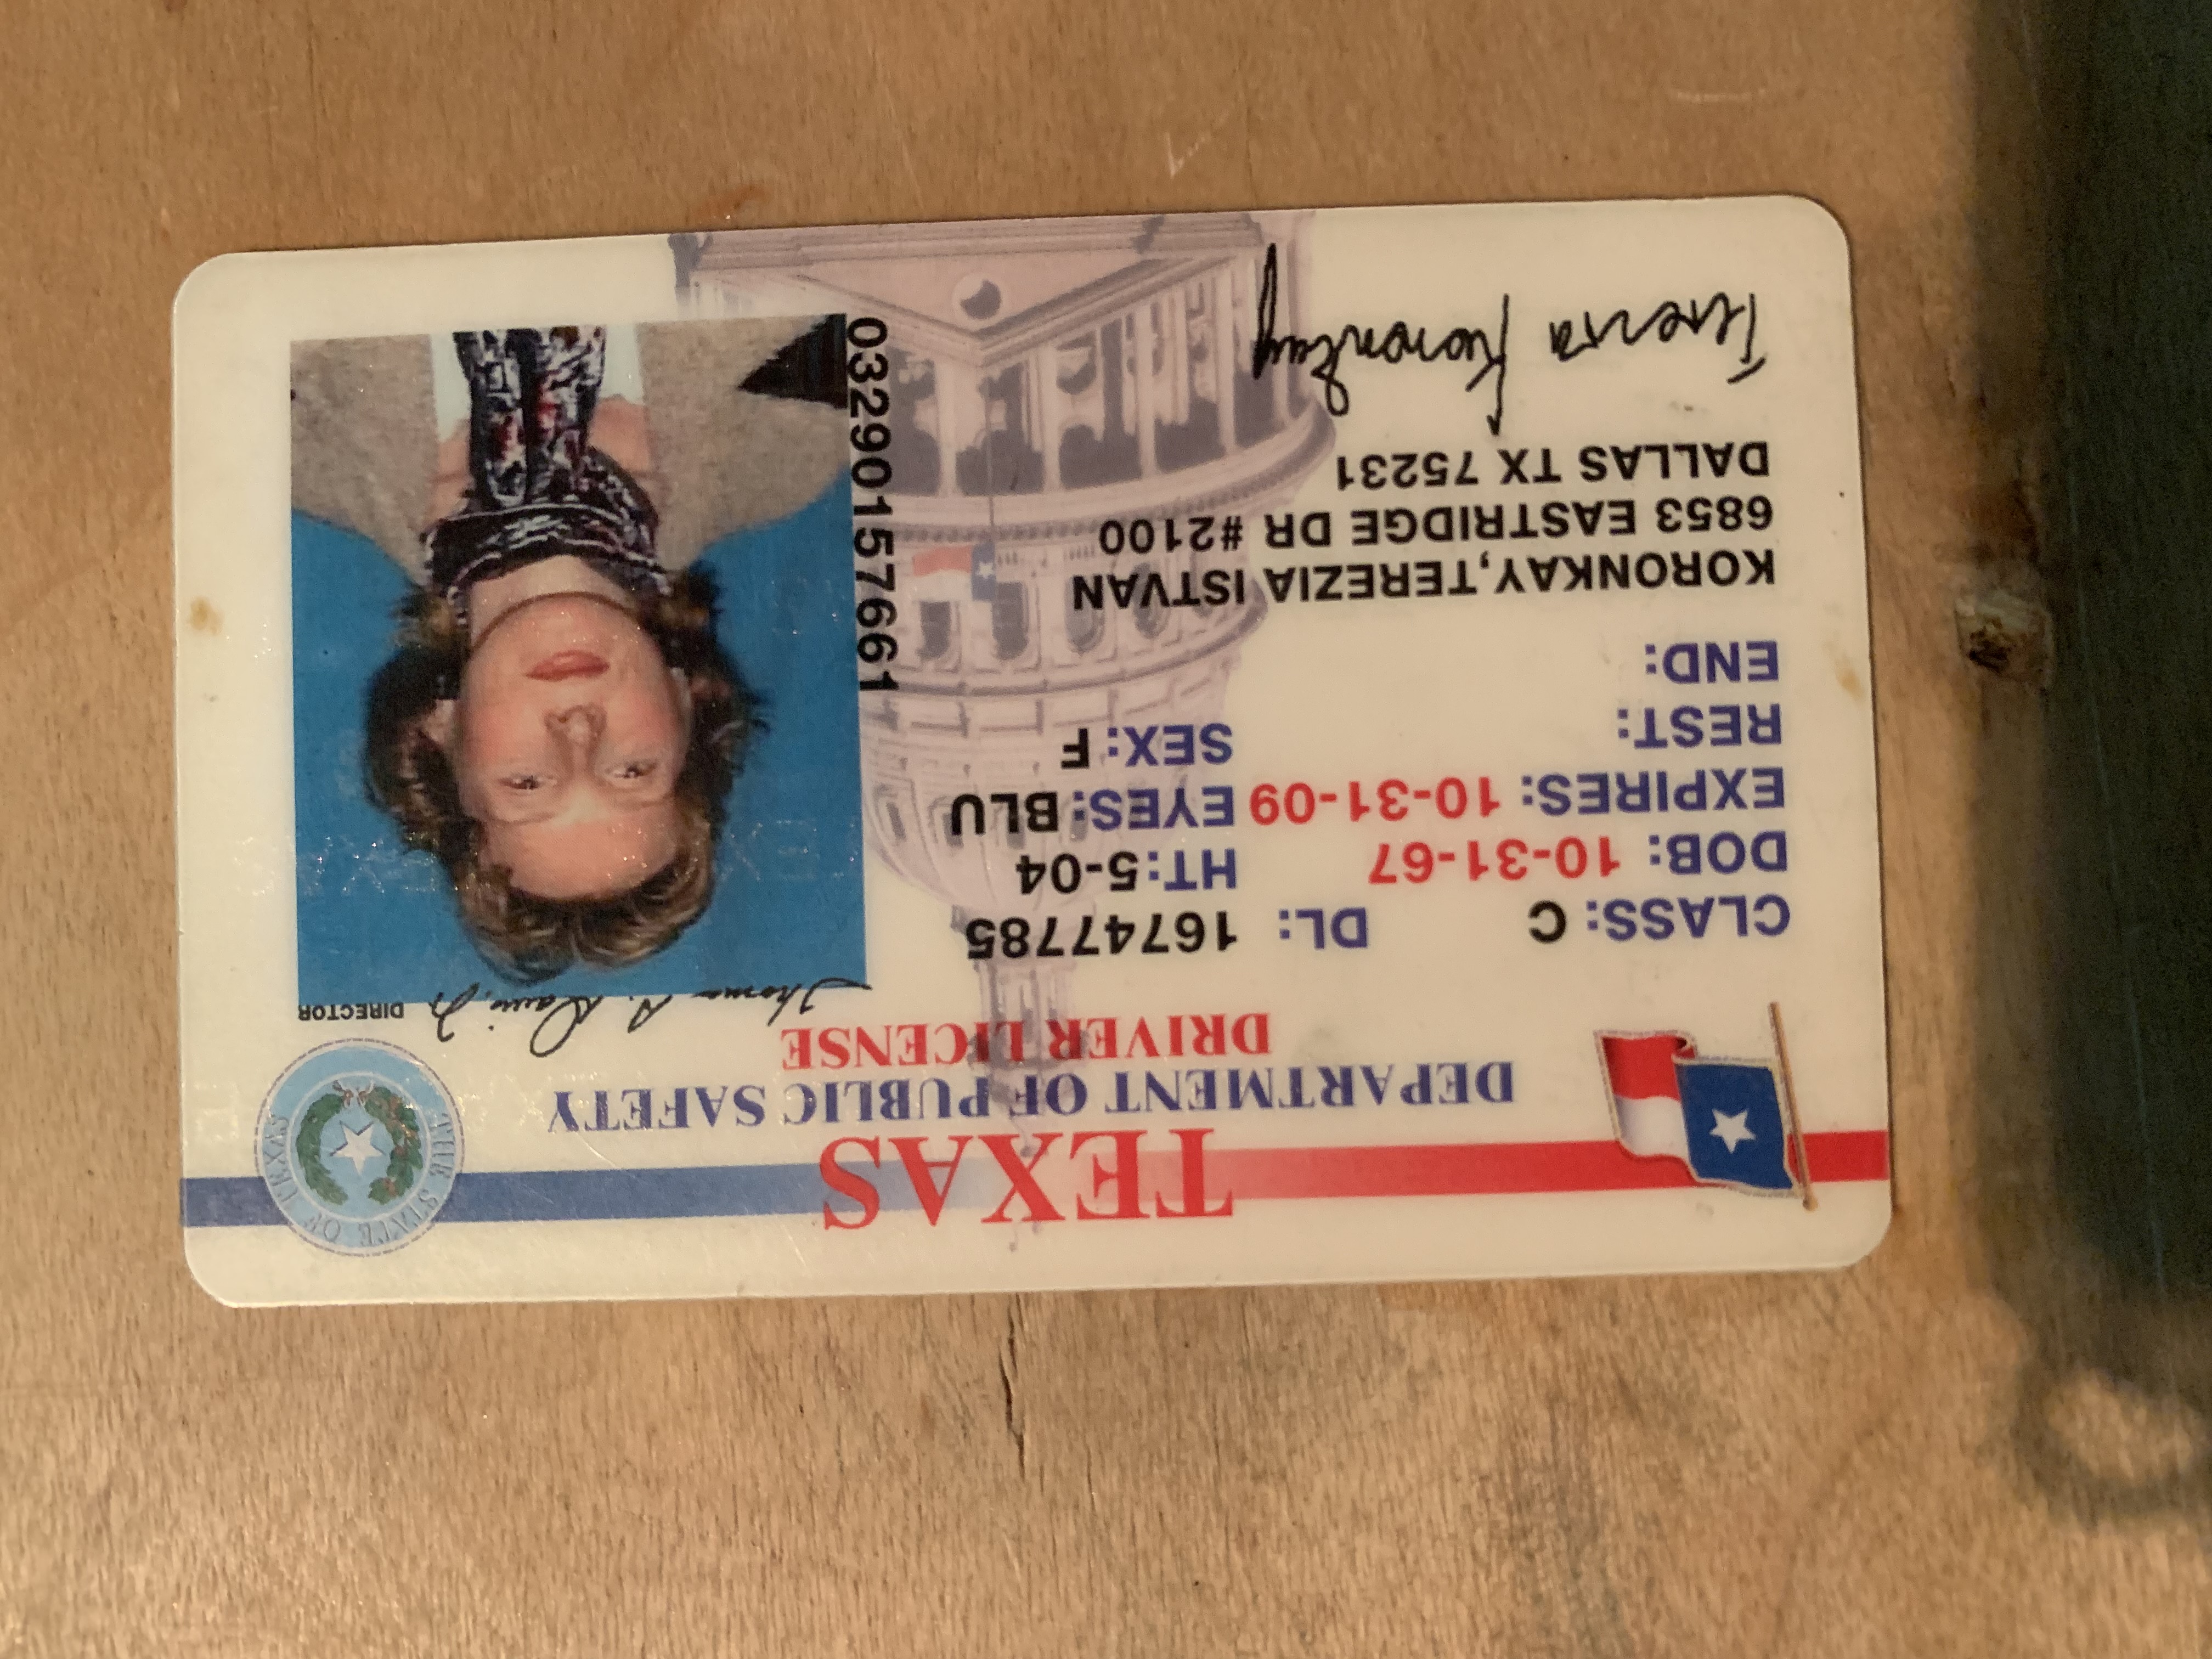 TEXAS
DEPARTMENT OF PUBLIC SAFETY
DRIVER LICENSE
THE STATE OF TEXAS
Thomas A. Davis, Jr. DIRECTOR
CLASS: C DL: 16747785
DOB: 10-31-67 HT:5-04
EXPIRES: 10-31-09 EYES:BLU
REST: SEX:F
END:
03290157661
KORONKAY,TEREZIA ISTVAN
6853 EASTRIDGE DR #2100
DALLAS TX 75231
Koronkay